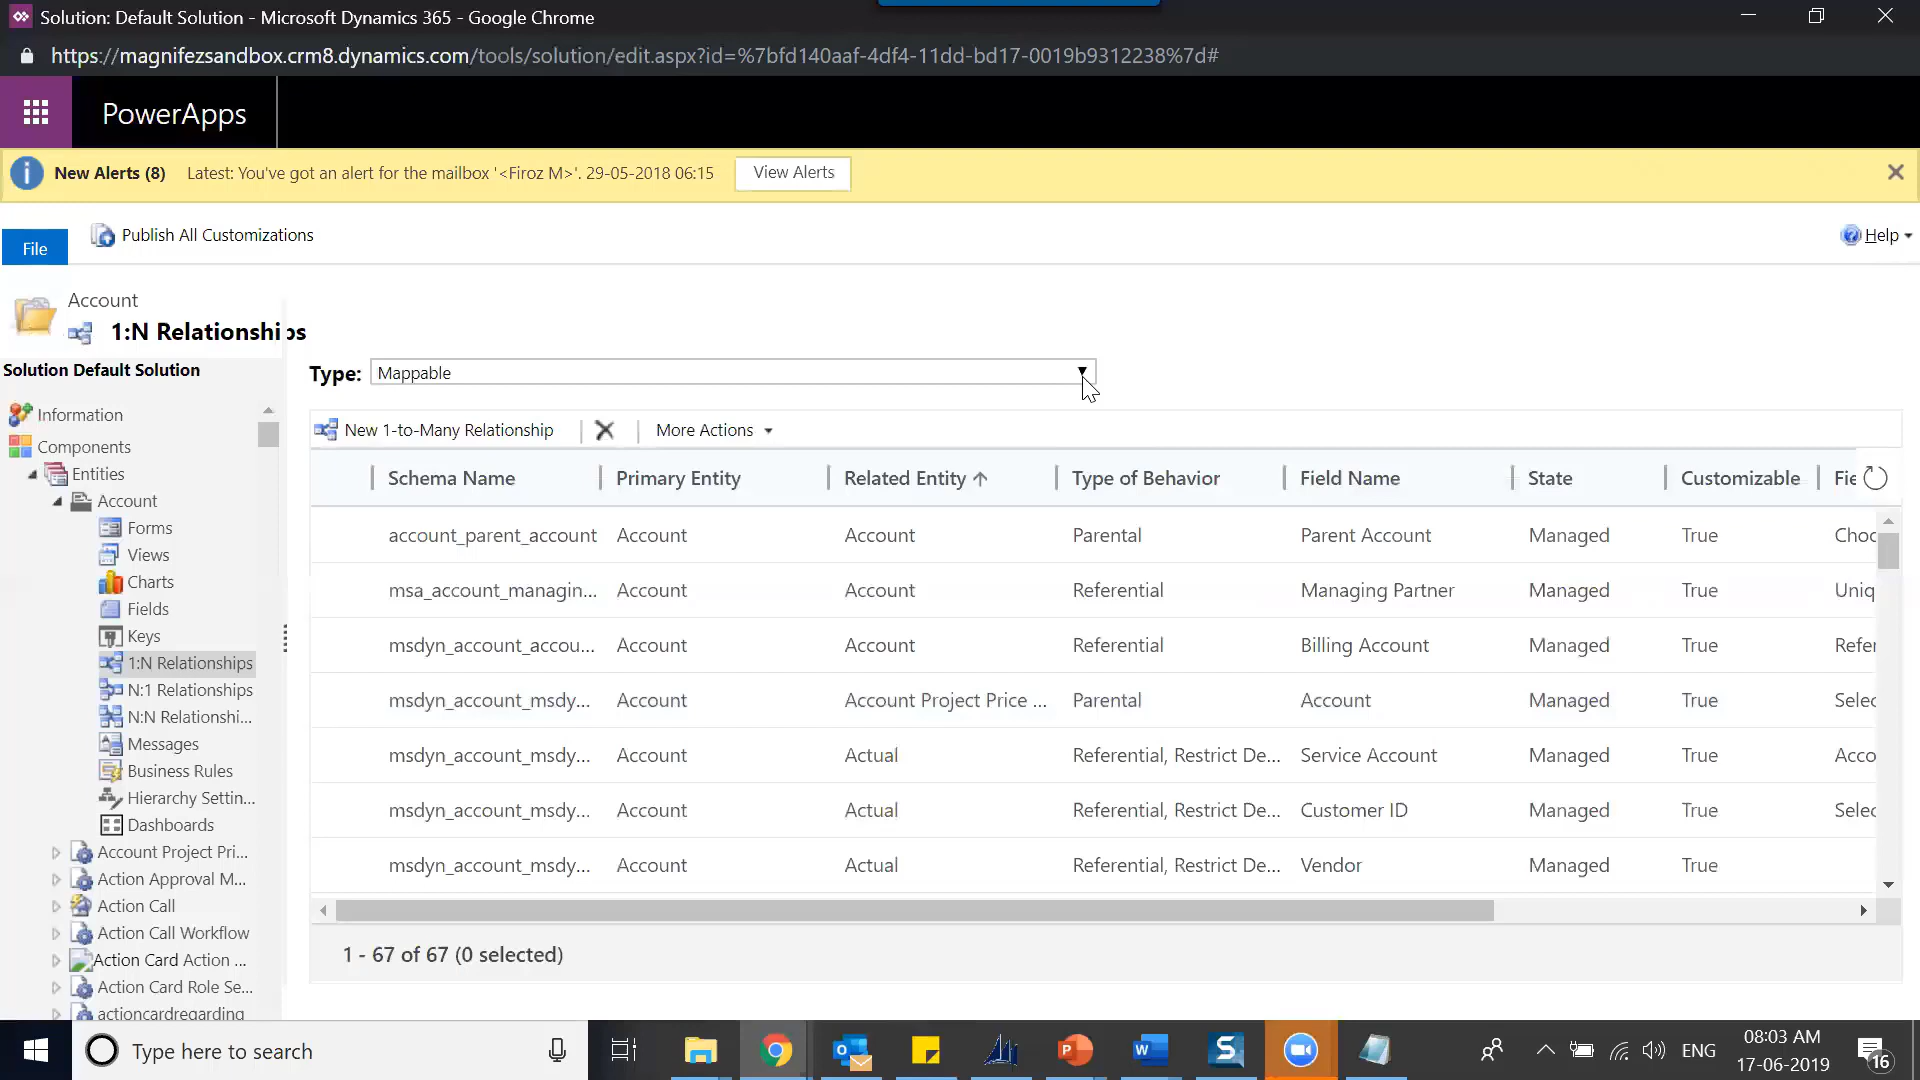 Solution: Default Solution - Microsoft Dynamics 365 - Google Chrome
https://magnifezsandbox.crm8.dynamics.com/tools/solution/edit.aspx?id=%7bfd140aaf-4df4-11dd-bd17-0019b9312238%7d#
PowerApps
New Alerts (8) Latest: You've got an alert for the mailbox '<Firoz M>'. 29-05-2018 06:15 View Alerts
File Publish All Customizations Help
Account
1:N Relationships
Solution Default Solution
Information
Components
Entities
Account
Forms
Views
Charts
Fields
Keys
1:N Relationships
N:1 Relationships
N:N Relationshi...
Messages
Business Rules
Hierarchy Settin...
Dashboards
Account Project Pri...
Action Approval M...
Action Call
Action Call Workflow
Action Card Action ...
Action Card Role Se...
actioncardregarding
Type: Mappable
New 1-to-Many Relationship More Actions
Schema Name Primary Entity Related Entity Type of Behavior Field Name State Customizable Fie
account_parent_account Account Account Parental Parent Account Managed True Choc
msa_account_managin... Account Account Referential Managing Partner Managed True Uniq
msdyn_account_accou... Account Account Referential Billing Account Managed True Refer
msdyn_account_msdy... Account Account Project Price ... Parental Account Managed True Selec
msdyn_account_msdy... Account Actual Referential, Restrict De... Service Account Managed True Acco
msdyn_account_msdy... Account Actual Referential, Restrict De... Customer ID Managed True Selec
msdyn_account_msdy... Account Actual Referential, Restrict De... Vendor Managed True
1 - 67 of 67 (0 selected)
Type here to search
ENG
08:03 AM
17-06-2019
16